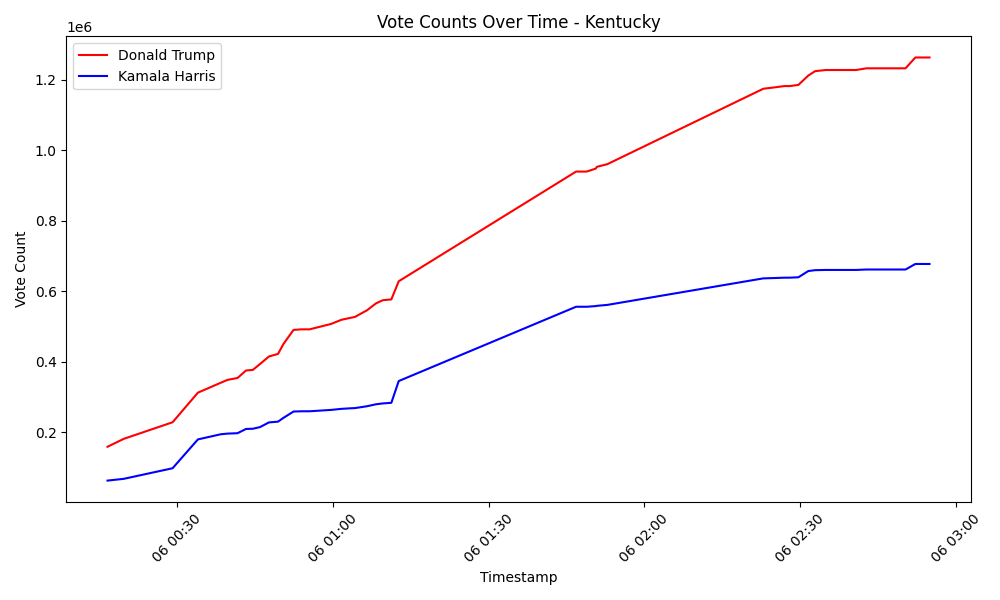 Vote Counts Over Time - Kentucky
1e6
Donald Trump
Kamala Harris
1.2
1.0
0.8
0.6
0.4
0.2
Vote Count
06 00:30
06 01:00
06 01:30
06 02:00
06 02:30
06 03:00
Timestamp